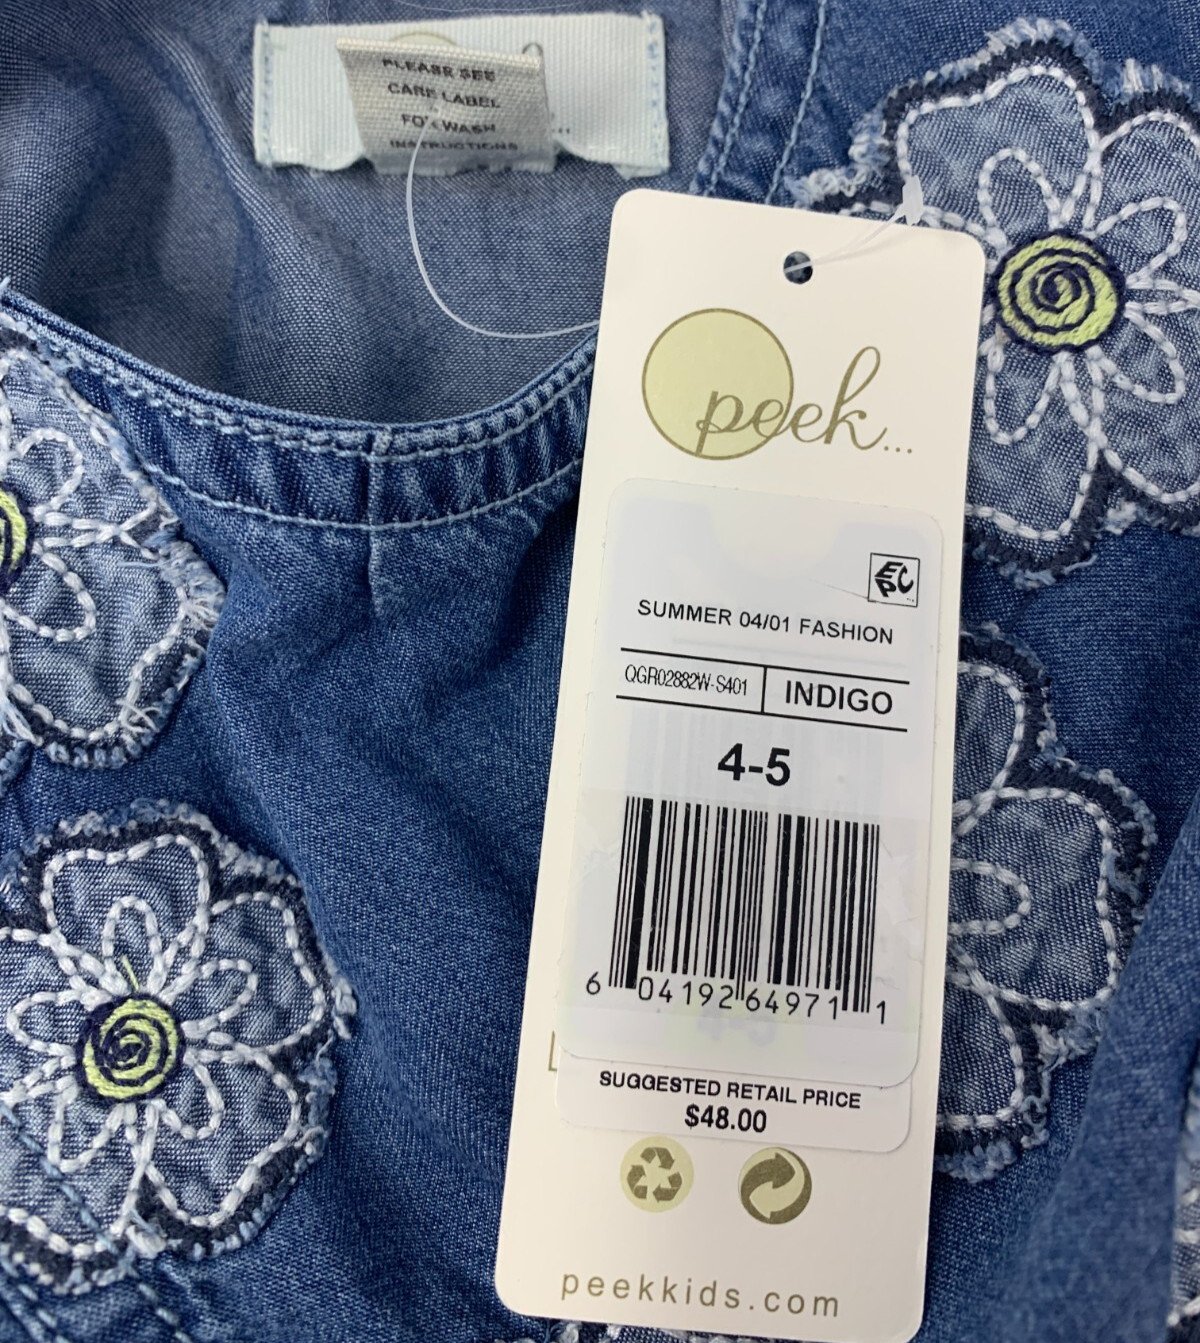 PLEASE SEE
CARE LABEL
FOR WASH
INSTRUCTIONS
peek...
EPC
SUMMER 04/01 FASHION
QGR02882W-S401 INDIGO
4-5
6 04192 64971 1
SUGGESTED RETAIL PRICE
$48.00
peekkids.com